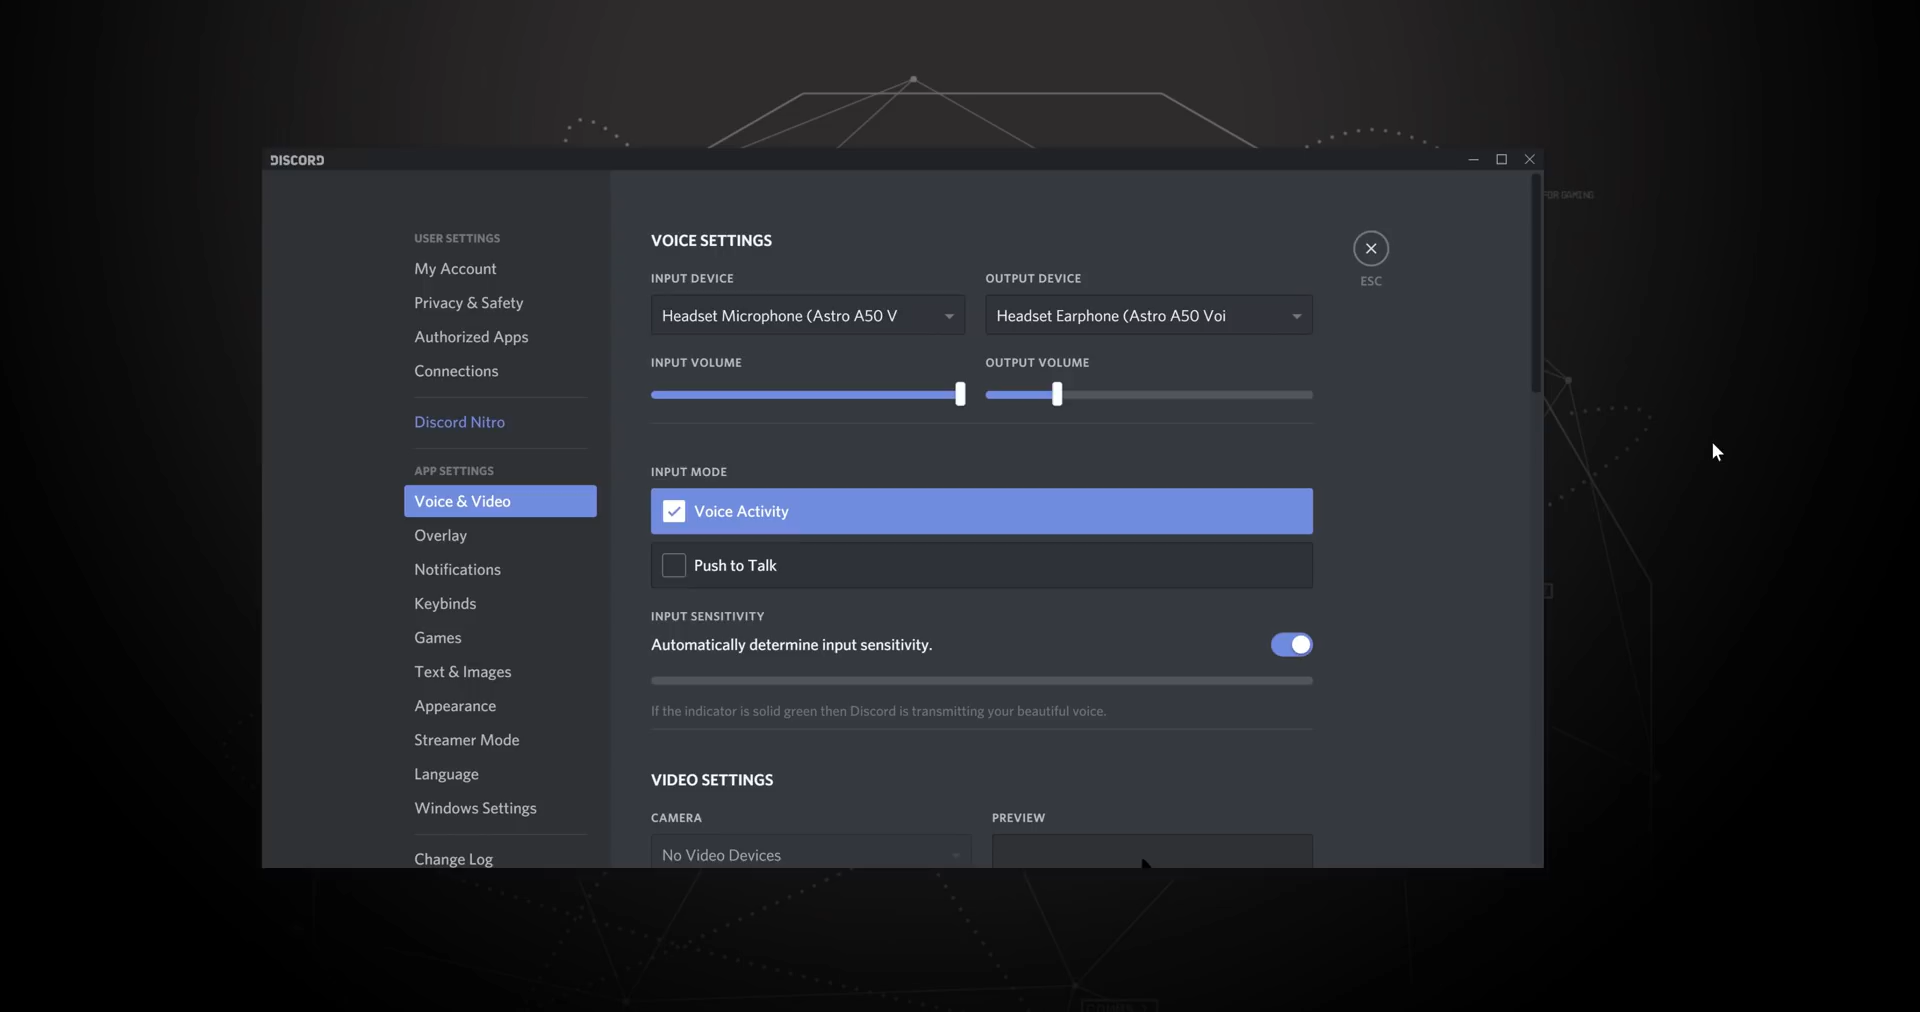 DISCORD
FOR GAMING
USER SETTINGS
My Account
Privacy & Safety
Authorized Apps
Connections
Discord Nitro
APP SETTINGS
Voice & Video
Overlay
Notifications
Keybinds
Games
Text & Images
Appearance
Streamer Mode
Language
Windows Settings
Change Log
VOICE SETTINGS
ESC
INPUT DEVICE
OUTPUT DEVICE
Headset Microphone (Astro A50 V
Headset Earphone (Astro A50 Voi
INPUT VOLUME
OUTPUT VOLUME
INPUT MODE
Voice Activity
Push to Talk
INPUT SENSITIVITY
Automatically determine input sensitivity.
If the indicator is solid green then Discord is transmitting your beautiful voice.
VIDEO SETTINGS
CAMERA
PREVIEW
No Video Devices